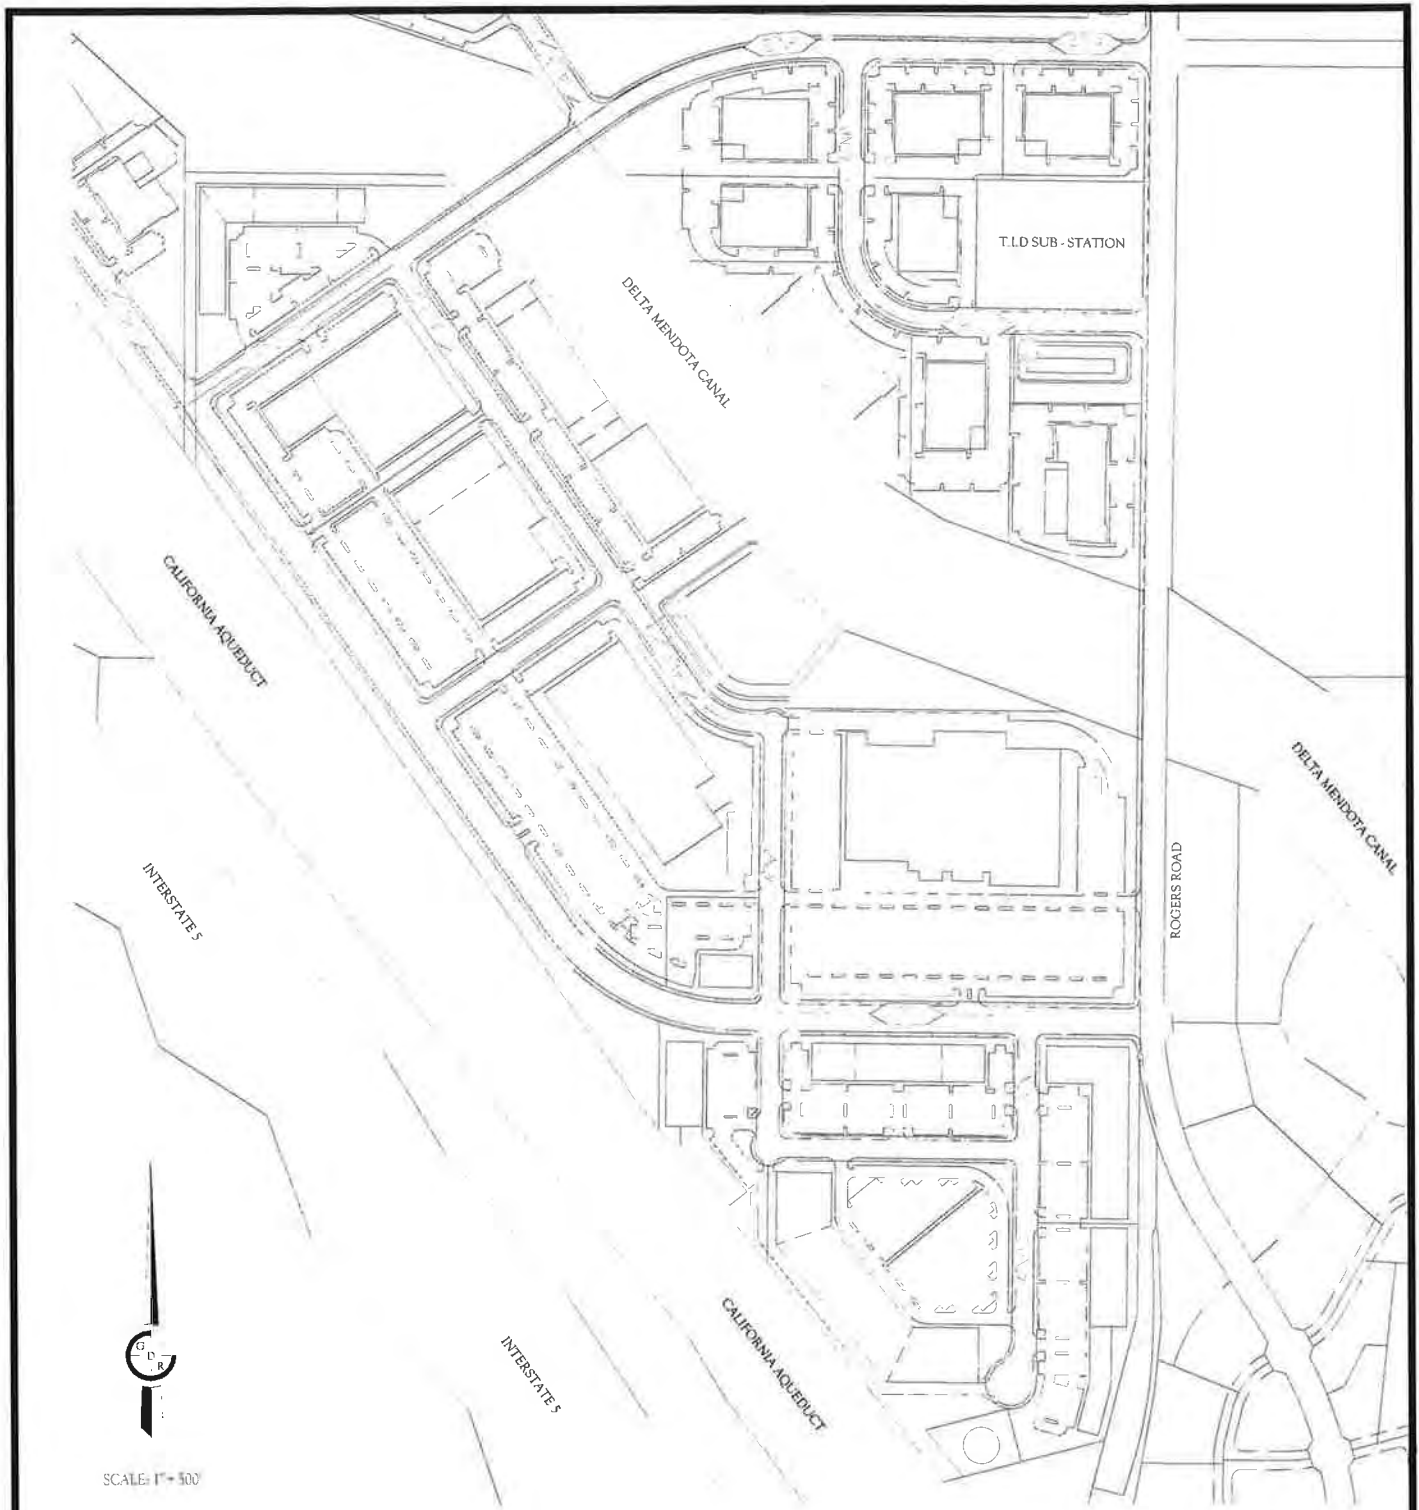 T.I.D SUB - STATION
DELTA MENDOTA CANAL
CALIFORNIA AQUEDUCT
DELTA MENDOTA CANAL
INTERSTATE 5
ROGERS ROAD
CALIFORNIA AQUEDUCT
INTERSTATE 5
G
D
R
SCALE: 1" = 500'